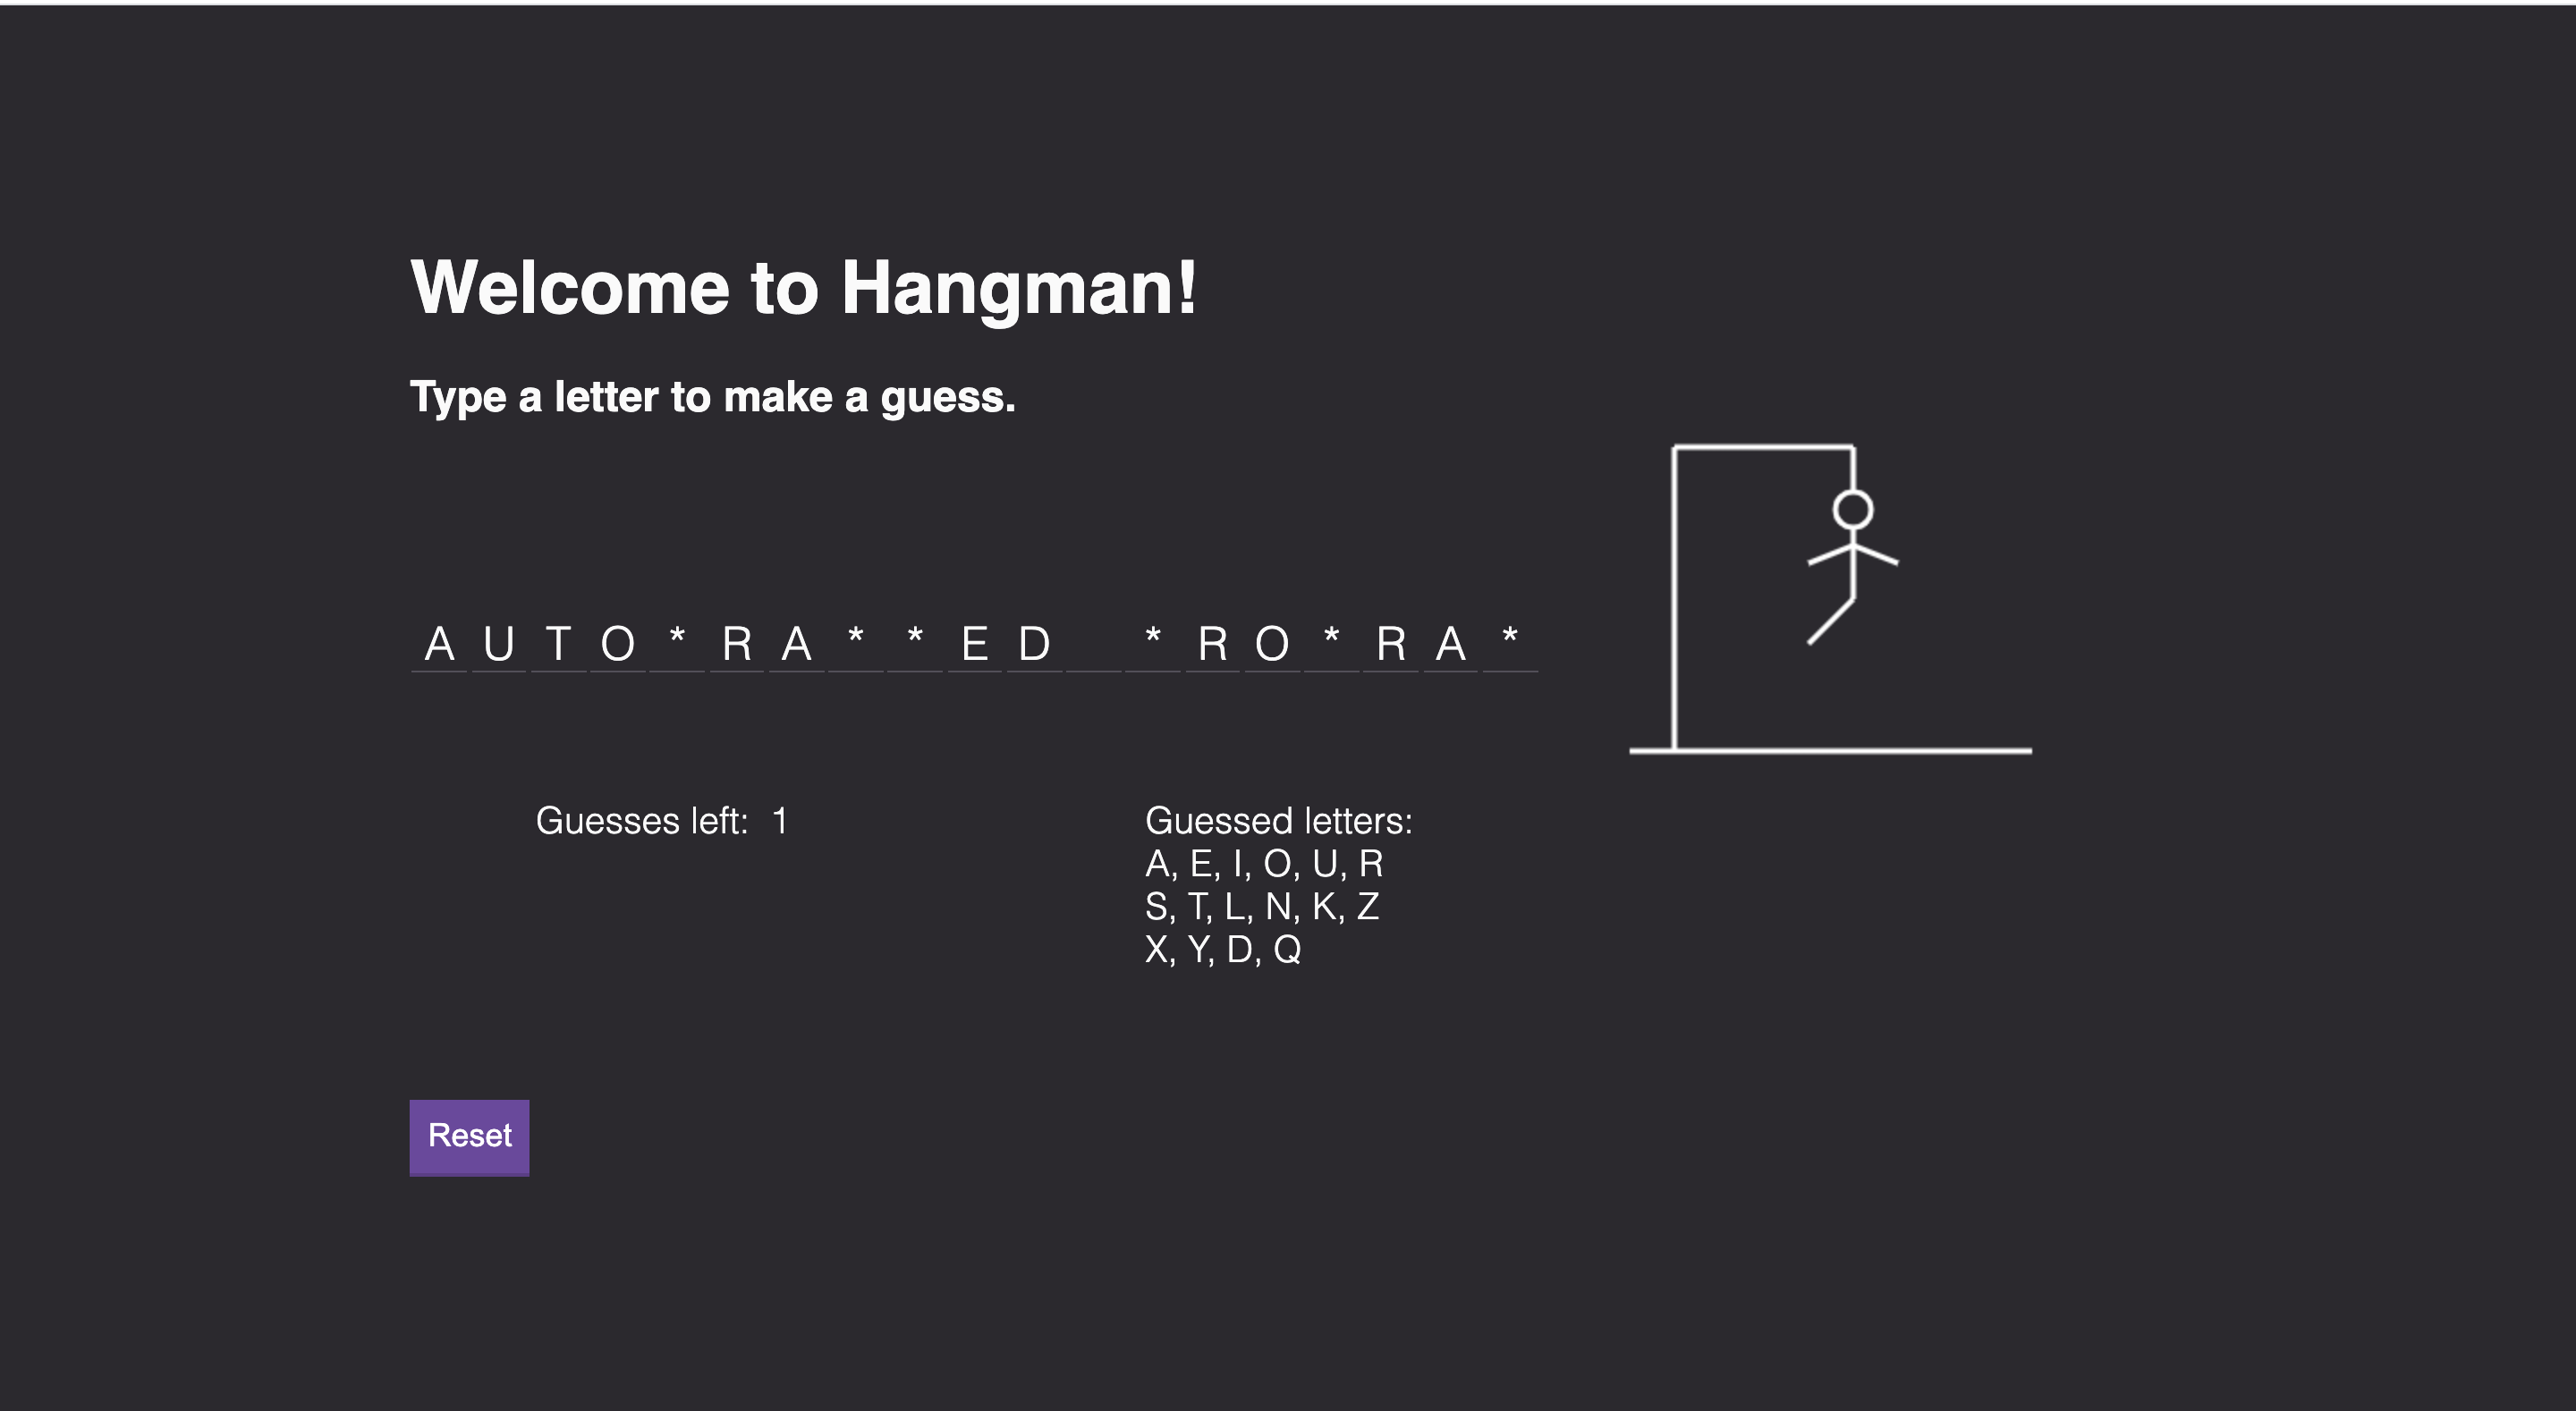 Welcome to Hangman!
Type a letter to make a guess.
A U T O * R A * * E D * R O * R A *
Guesses left: 1
Guessed letters:
A, E, I, O, U, R
S, T, L, N, K, Z
X, Y, D, Q
Reset